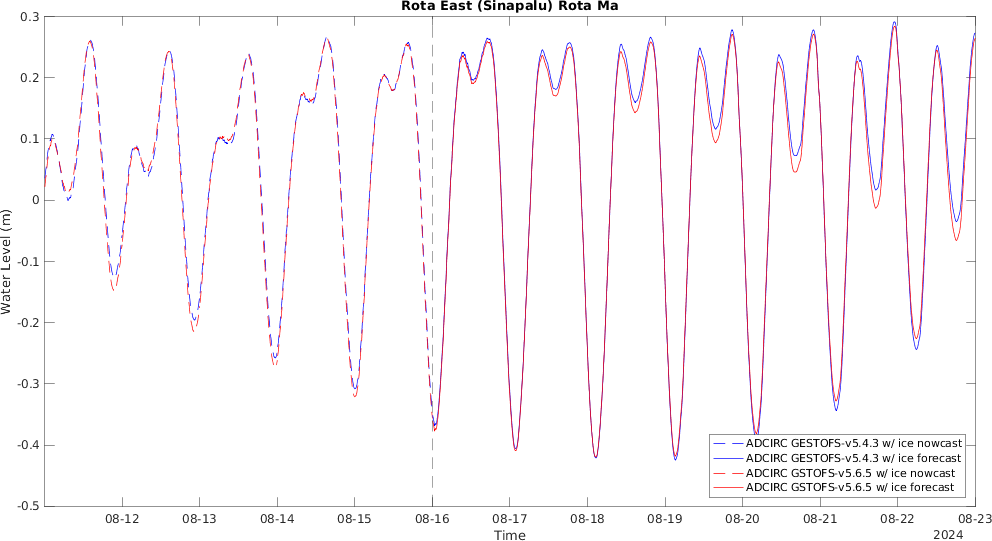 Rota East (Sinapalu) Rota Ma
0.3
0.2
0.1
0
-0.1
-0.2
-0.3
-0.4
-0.5
Water Level (m)
ADCIRC GESTOFS-v5.4.3 w/ ice nowcast
ADCIRC GESTOFS-v5.4.3 w/ ice forecast
ADCIRC GSTOFS-v5.6.5 w/ ice nowcast
ADCIRC GSTOFS-v5.6.5 w/ ice forecast
08-12 08-13 08-14 08-15 08-16 08-17 08-18 08-19 08-20 08-21 08-22 08-23
Time 2024